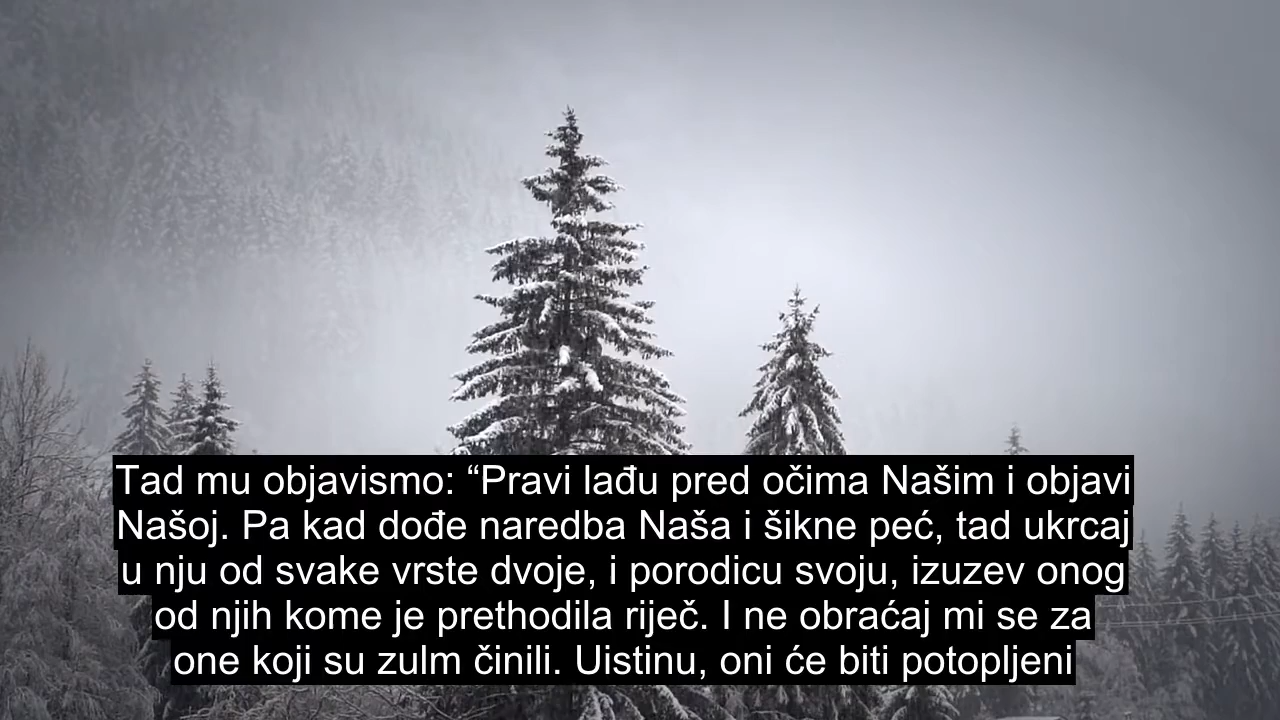 Tad mu objavismo: “Pravi lađu pred očima Našim i objavi
Našoj. Pa kad dođe naredba Naša i šikne peć, tad ukrcaj
u nju od svake vrste dvoje, i porodicu svoju, izuzev onog
od njih kome je prethodila riječ. I ne obraćaj mi se za
one koji su zulm činili. Uistinu, oni će biti potopljeni